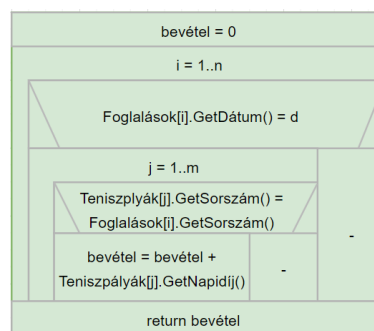 bevétel = 0
i = 1..n
Foglalások[i].GetDátum() = d
j = 1..m
Teniszplyák[j].GetSorszám() =
Foglalások[i].GetSorszám()
bevétel = bevétel +
Teniszpályák[j].GetNapidíj()
-
-
return bevétel